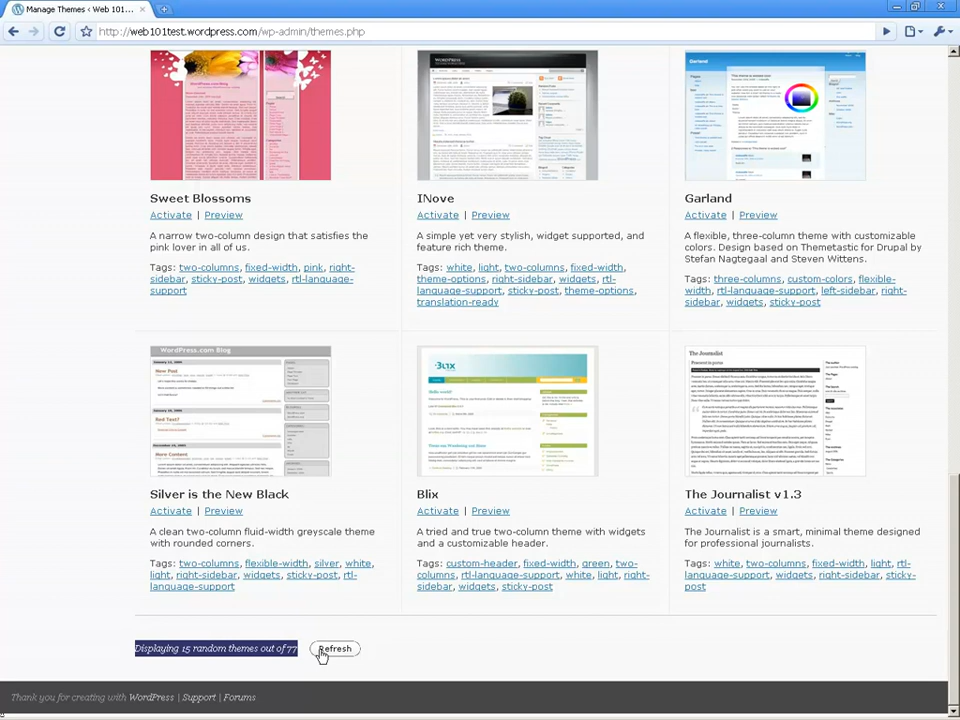 Manage Themes ‹ Web 101...
http://web101test.wordpress.com/wp-admin/themes.php
Sweet Blossoms
Activate | Preview
A narrow two-column design that satisfies the
pink lover in all of us.
Tags: two-columns, fixed-width, pink, right-
sidebar, sticky-post, widgets, rtl-language-
support
INove
Activate | Preview
A simple yet very stylish, widget supported, and
feature rich theme.
Tags: white, light, two-columns, fixed-width,
theme-options, right-sidebar, widgets, rtl-
language-support, sticky-post, theme-options,
translation-ready
Garland
Garland
Activate | Preview
A flexible, three-column theme with customizable
colors. Design based on Themetastic for Drupal by
Stefan Nagtegaal and Steven Wittens.
Tags: three-columns, custom-colors, flexible-
width, rtl-language-support, left-sidebar, right-
sidebar, widgets, sticky-post
WordPress.com Blog
Silver is the New Black
Activate | Preview
A clean two-column fluid-width greyscale theme
with rounded corners.
Tags: two-columns, flexible-width, silver, white,
light, right-sidebar, widgets, sticky-post, rtl-
language-support
Blix
Blix
Activate | Preview
A tried and true two-column theme with widgets
and a customizable header.
Tags: custom-header, fixed-width, green, two-
columns, rtl-language-support, white, light, right-
sidebar, widgets, sticky-post
The Journalist
The Journalist v1.3
Activate | Preview
The Journalist is a smart, minimal theme designed
for professional journalists.
Tags: white, two-columns, fixed-width, light, rtl-
language-support, widgets, right-sidebar, sticky-
post
Displaying 15 random themes out of 77
Refresh
Thank you for creating with WordPress | Support | Forums